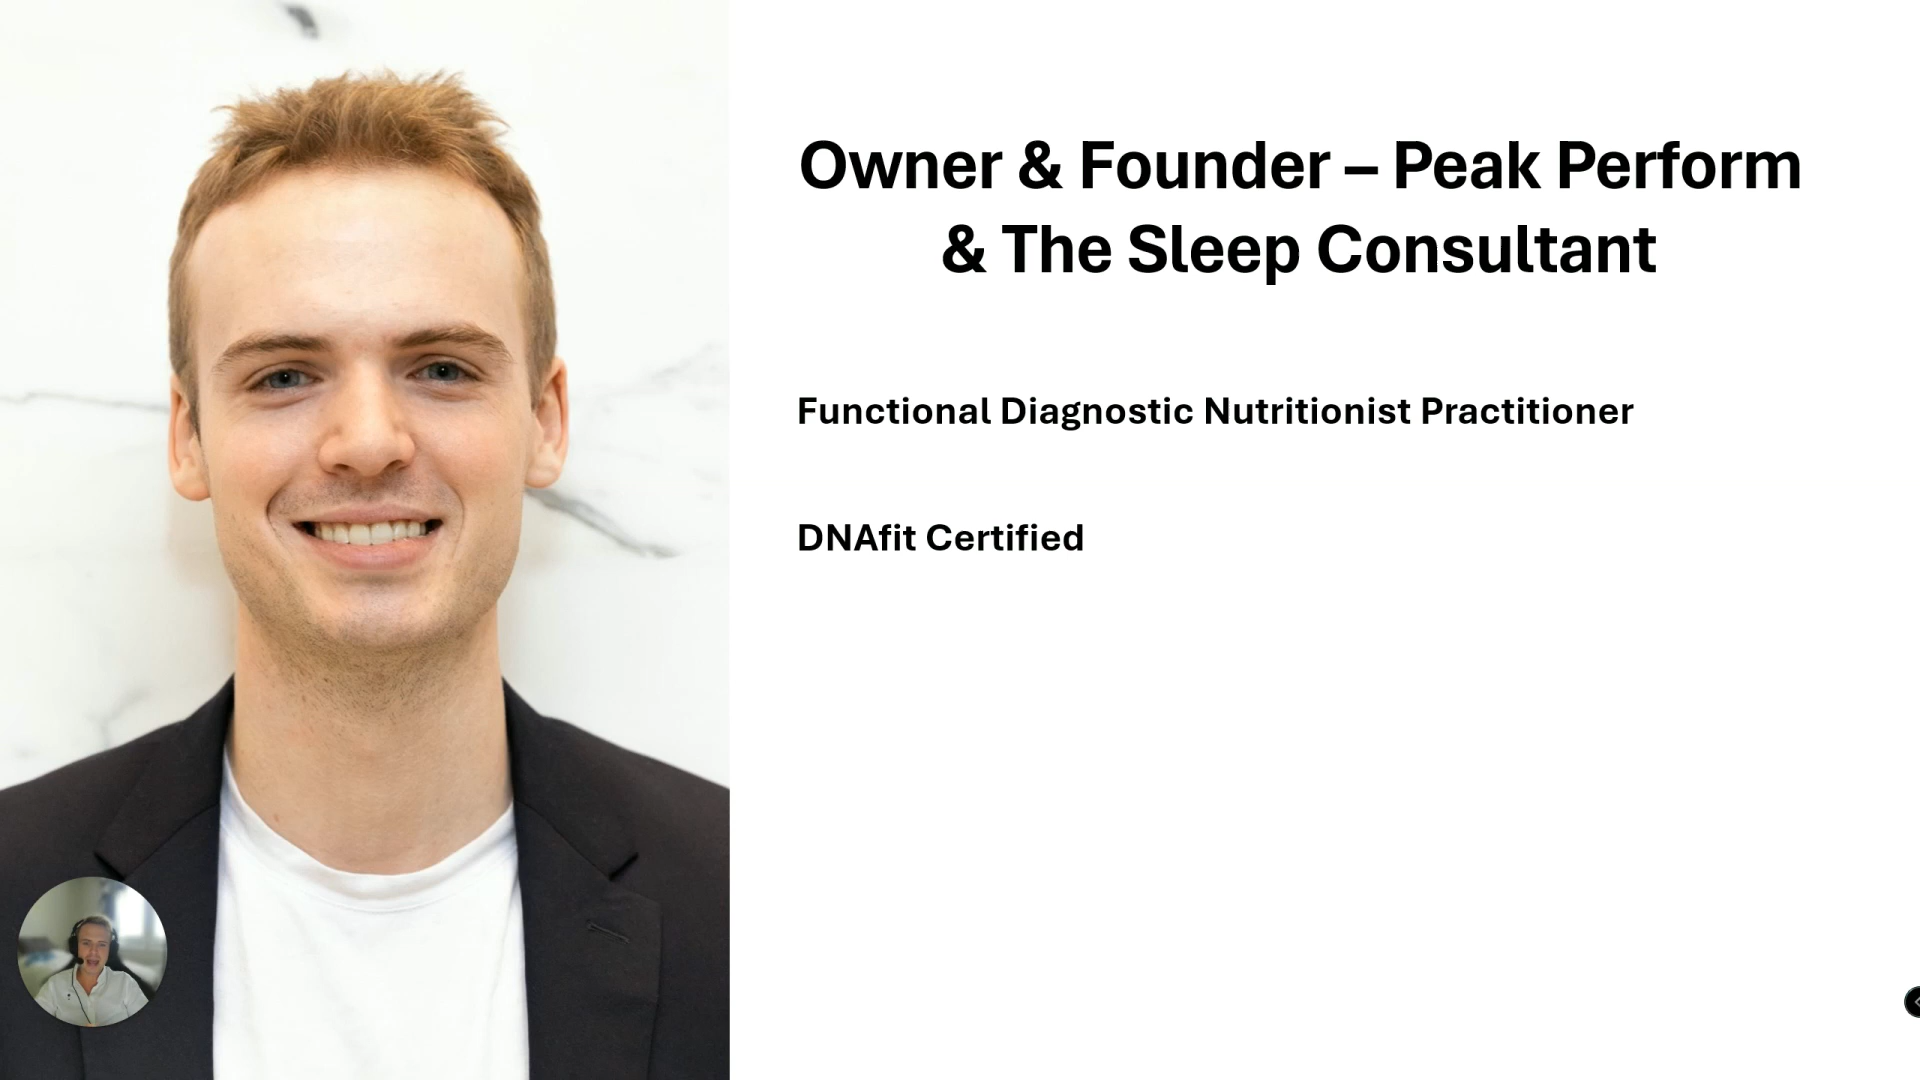 Owner & Founder – Peak Perform
& The Sleep Consultant
Functional Diagnostic Nutritionist Practitioner
DNAfit Certified